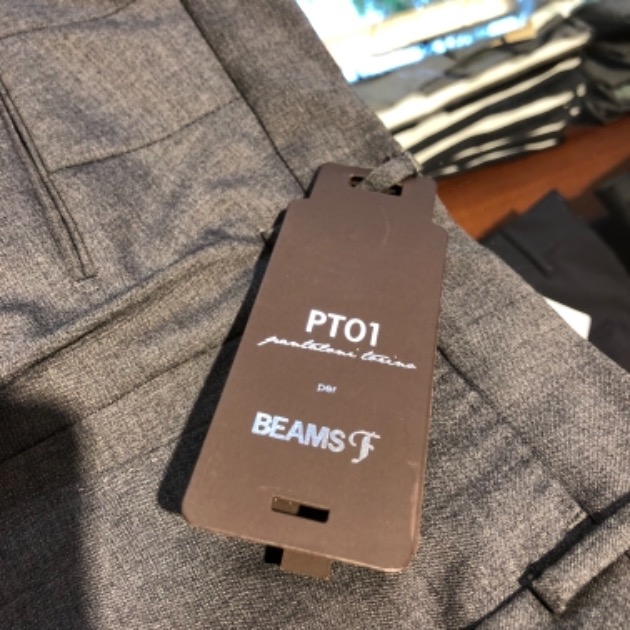 PT01
pantaloni torino
per
BEAMS F